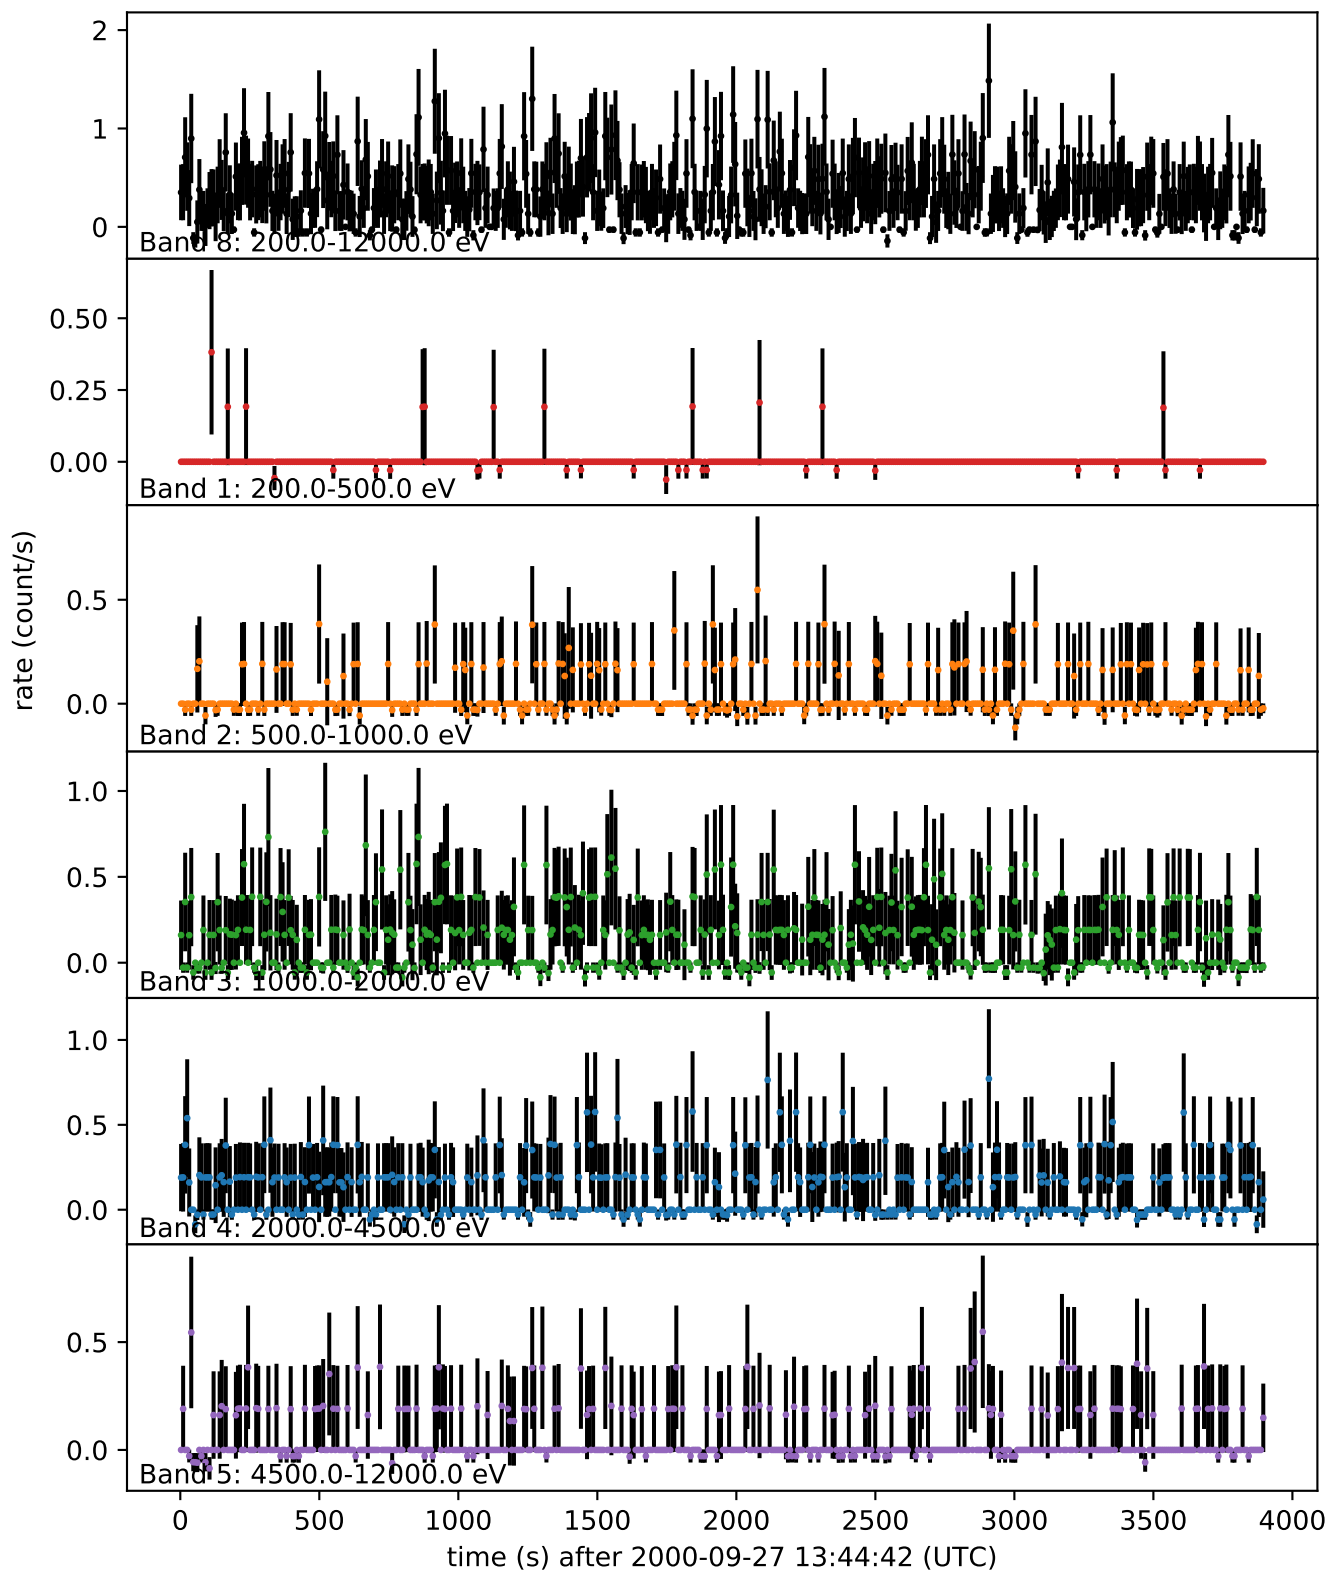 2
1
0
Band 8: 200.0-12000.0 eV
0.50
0.25
0.00
Band 1: 200.0-500.0 eV
0.5
0.0
Band 2: 500.0-1000.0 eV
rate (count/s)
1.0
0.5
0.0
Band 3: 1000.0-2000.0 eV
1.0
0.5
0.0
Band 4: 2000.0-4500.0 eV
0.5
0.0
Band 5: 4500.0-12000.0 eV
0 500 1000 1500 2000 2500 3000 3500 4000
time (s) after 2000-09-27 13:44:42 (UTC)